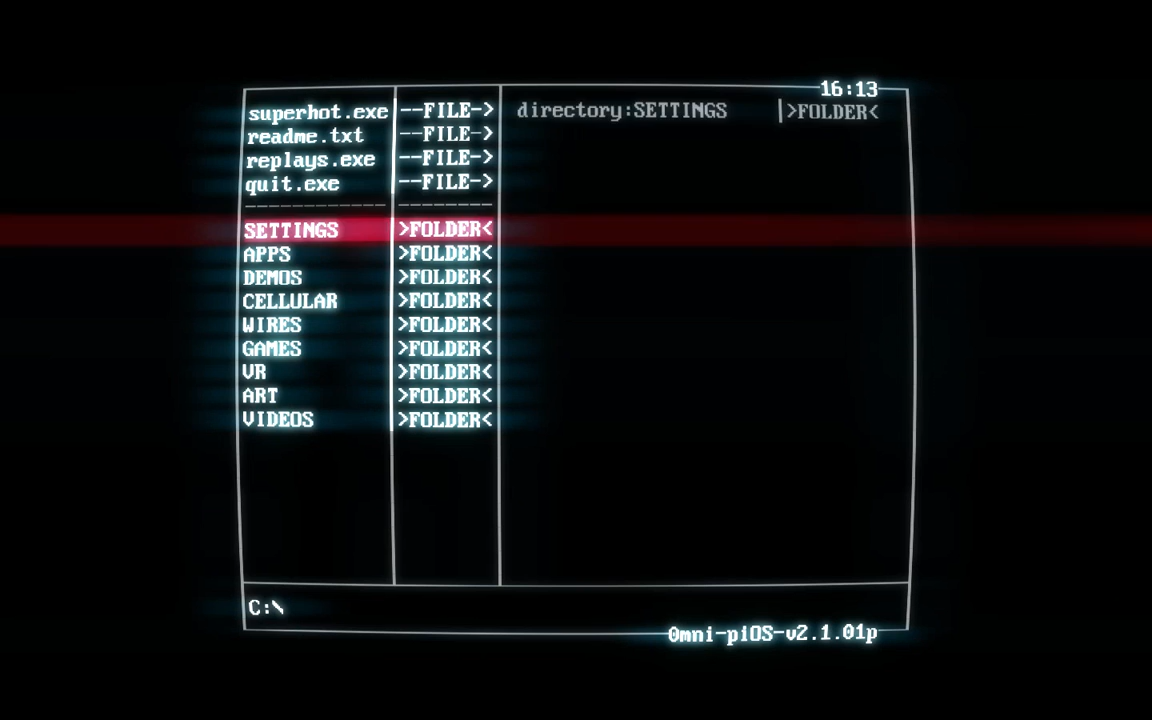 16:13
superhot.exe --FILE-> directory:SETTINGS |>FOLDER<
readme.txt --FILE->
replays.exe --FILE->
quit.exe --FILE->
------------ --------
SETTINGS >FOLDER<
APPS >FOLDER<
DEMOS >FOLDER<
CELLULAR >FOLDER<
WIRES >FOLDER<
GAMES >FOLDER<
VR >FOLDER<
ART >FOLDER<
VIDEOS >FOLDER<
C:\
0mni-piOS-v2.1.01p